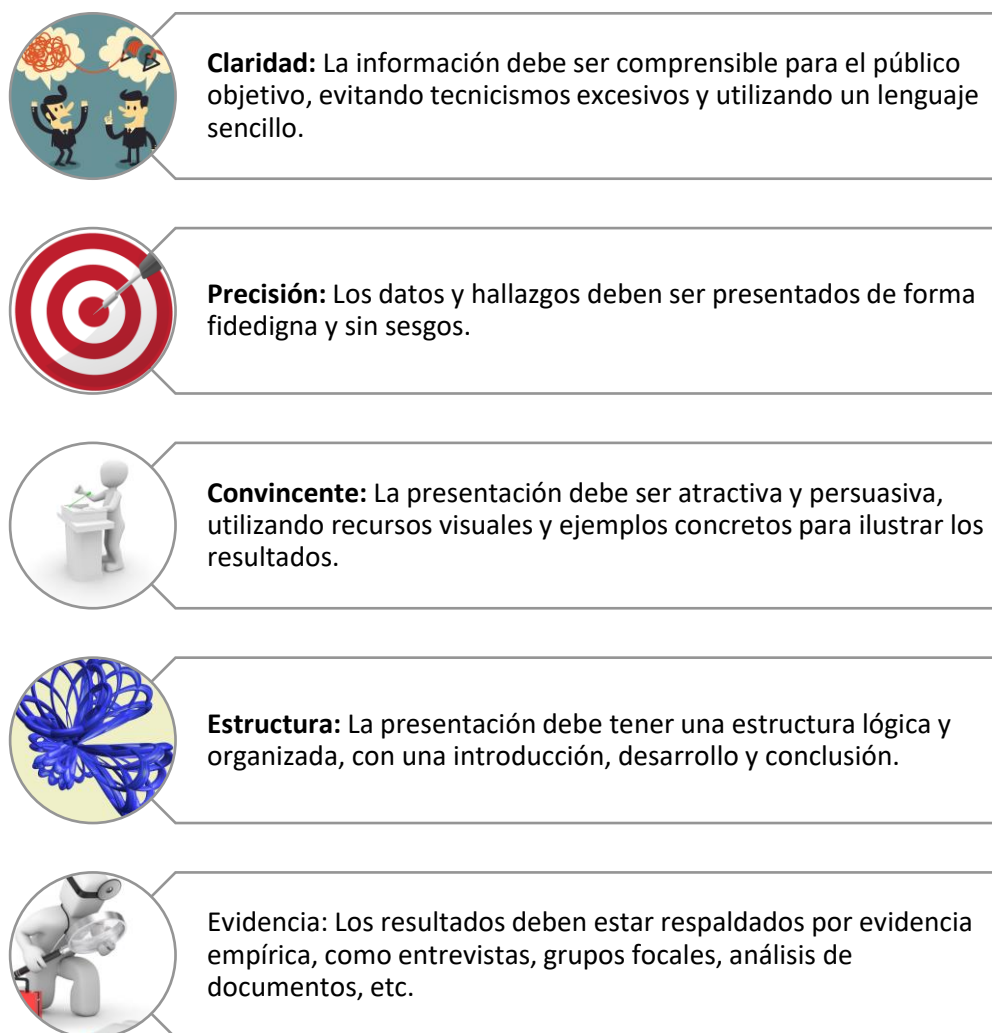 Claridad: La información debe ser comprensible para el público
objetivo, evitando tecnicismos excesivos y utilizando un lenguaje
sencillo.
Precisión: Los datos y hallazgos deben ser presentados de forma
fidedigna y sin sesgos.
Convincente: La presentación debe ser atractiva y persuasiva,
utilizando recursos visuales y ejemplos concretos para ilustrar los
resultados.
Estructura: La presentación debe tener una estructura lógica y
organizada, con una introducción, desarrollo y conclusión.
Evidencia: Los resultados deben estar respaldados por evidencia
empírica, como entrevistas, grupos focales, análisis de
documentos, etc.